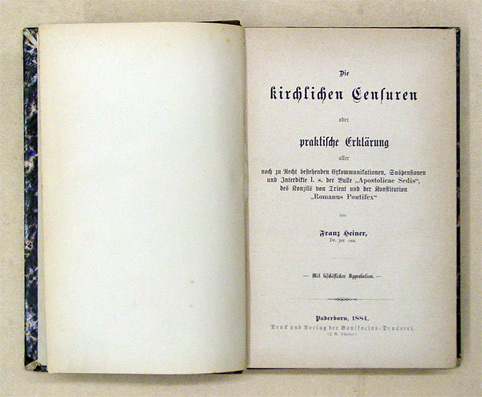 Die
kirchlichen Censuren
oder
praktische Erklärung
aller
noch zu Recht bestehenden Exkommunikationen, Suspensionen
und Interdikte l. s. der Bulle „Apostolicae Sedis“,
des Konzils von Trient und der Konstitution
„Romanus Pontifex“
von
Franz Heiner,
Dr. jur. can.
— Mit bischöflicher Approbation. —
Paderborn, 1884.
Druck und Verlag der Bonifacius-Druckerei.